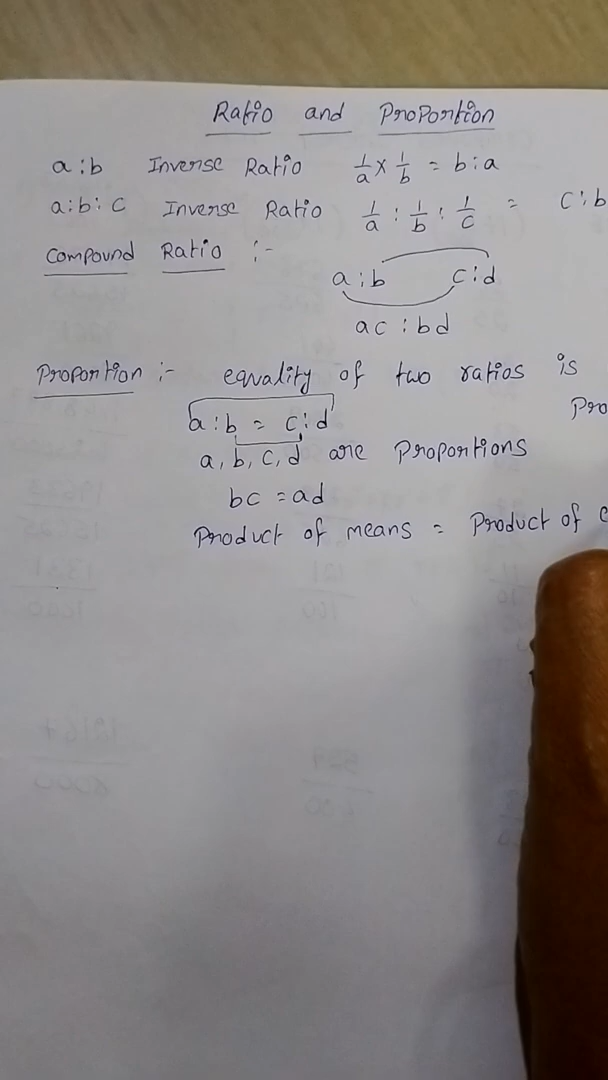 Ratio and Proportion
a:b Inverse Ratio 1/a × 1/b = b:a
a:b:c Inverse Ratio 1/a : 1/b : 1/c = c:b
Compound Ratio :-
a:b c:d
ac : bd
Proportion :- equality of two ratios is
Pro
a:b = c:d
a, b, c, d are Proportions
bc = ad
Product of means = Product of e